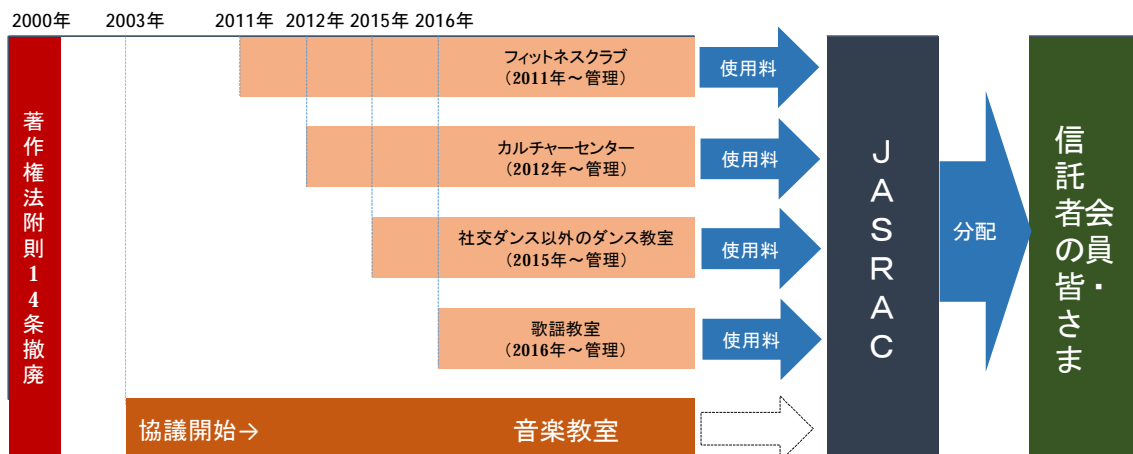 2000年
2003年
2011年
2012年
2015年
2016年
著作権法附則14条撤廃
フィットネスクラブ
（2011年～管理）
使用料
カルチャーセンター
（2012年～管理）
使用料
社交ダンス以外のダンス教室
（2015年～管理）
使用料
歌謡教室
（2016年～管理）
使用料
協議開始→
音楽教室
JASRAC
分配
会員・
信託者の皆さま